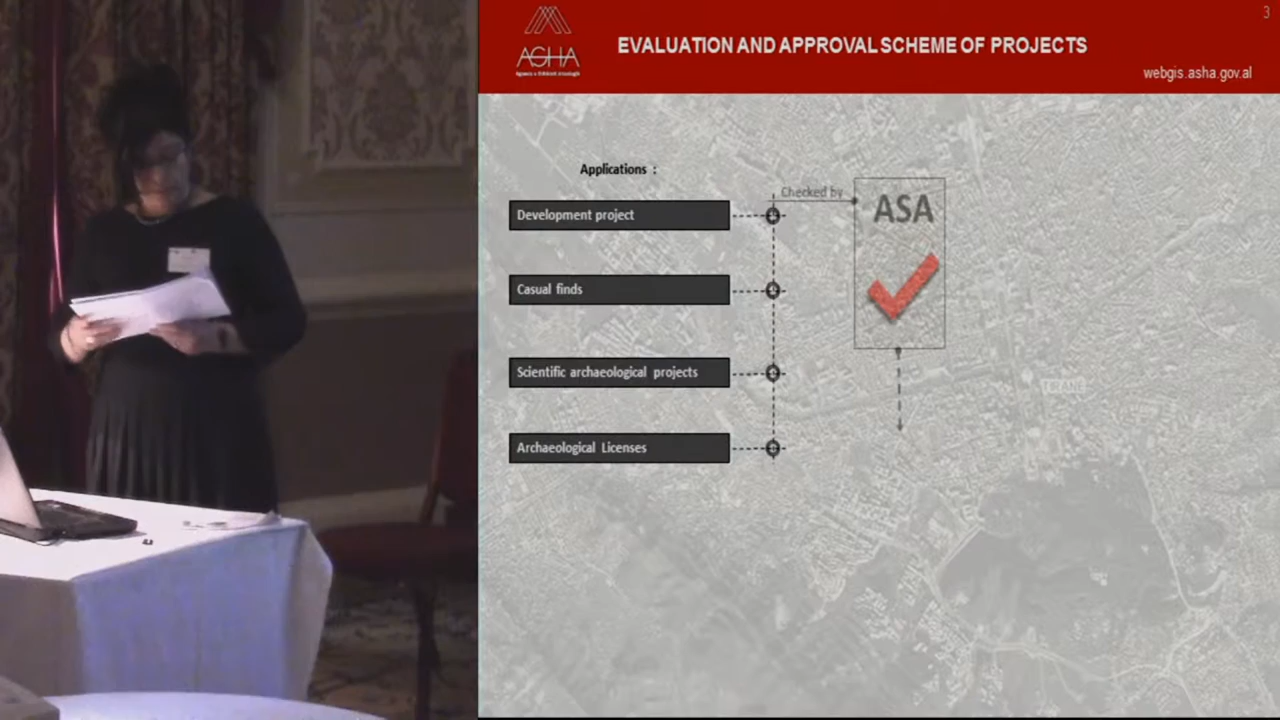 3
ASHA
EVALUATION AND APPROVAL SCHEME OF PROJECTS
webgis.asha.gov.al
Applications :
Checked by
ASA
Development project
Casual finds
Scientific archaeological projects
TIRANË
Archaeological Licenses